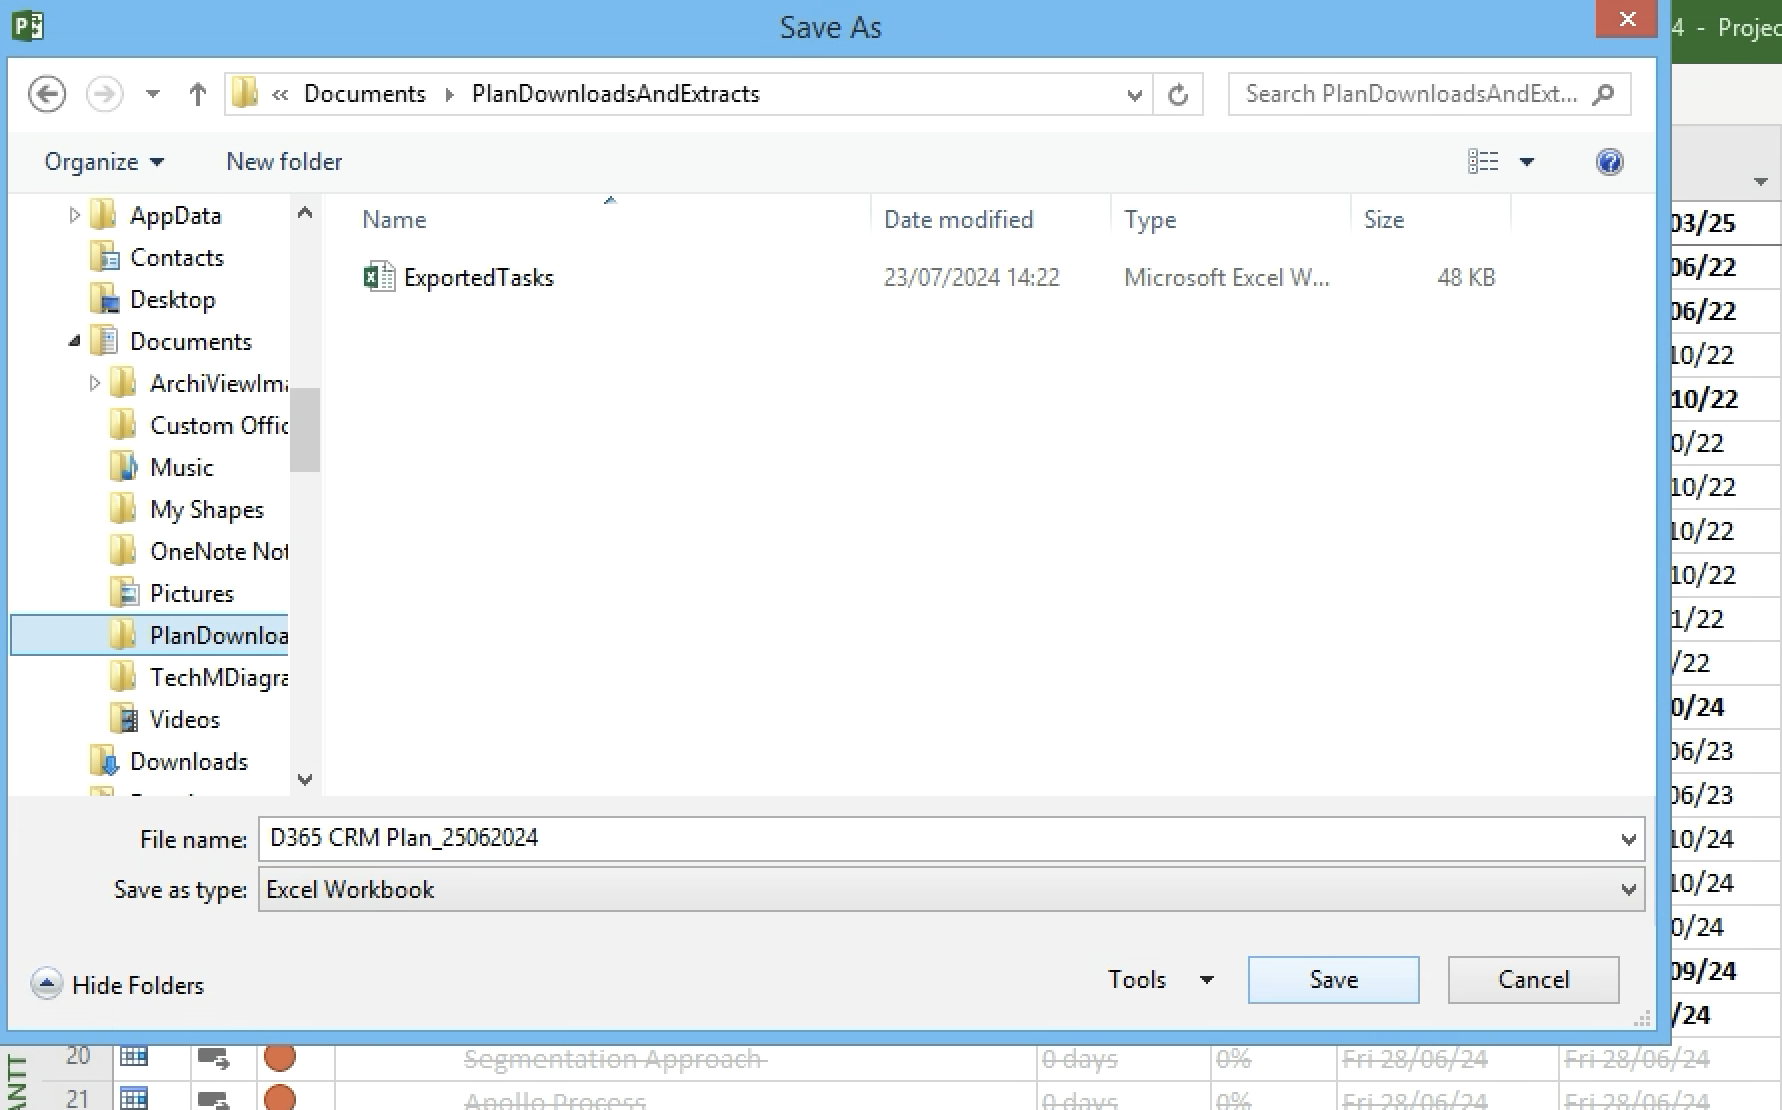 Save As
4 - Projec
« Documents PlanDownloadsAndExtracts
Search PlanDownloadsAndExt...
Organize New folder
Name Date modified Type Size
ExportedTasks 23/07/2024 14:22 Microsoft Excel W... 48 KB
AppData
Contacts
Desktop
Documents
ArchiViewIma
Custom Offic
Music
My Shapes
OneNote Not
Pictures
PlanDownloa
TechMDiagra
Videos
Downloads
03/25
06/22
06/22
10/22
10/22
0/22
10/22
10/22
10/22
1/22
/22
0/24
06/23
06/23
10/24
10/24
0/24
09/24
/24
File name: D365 CRM Plan_25062024
Save as type: Excel Workbook
Hide Folders Tools Save Cancel
20 Segmentation Approach 0 days 0% Fri 28/06/24 Fri 28/06/24
21 Apollo Process 0 days 0% Fri 28/06/24 Fri 28/06/24
ANTT